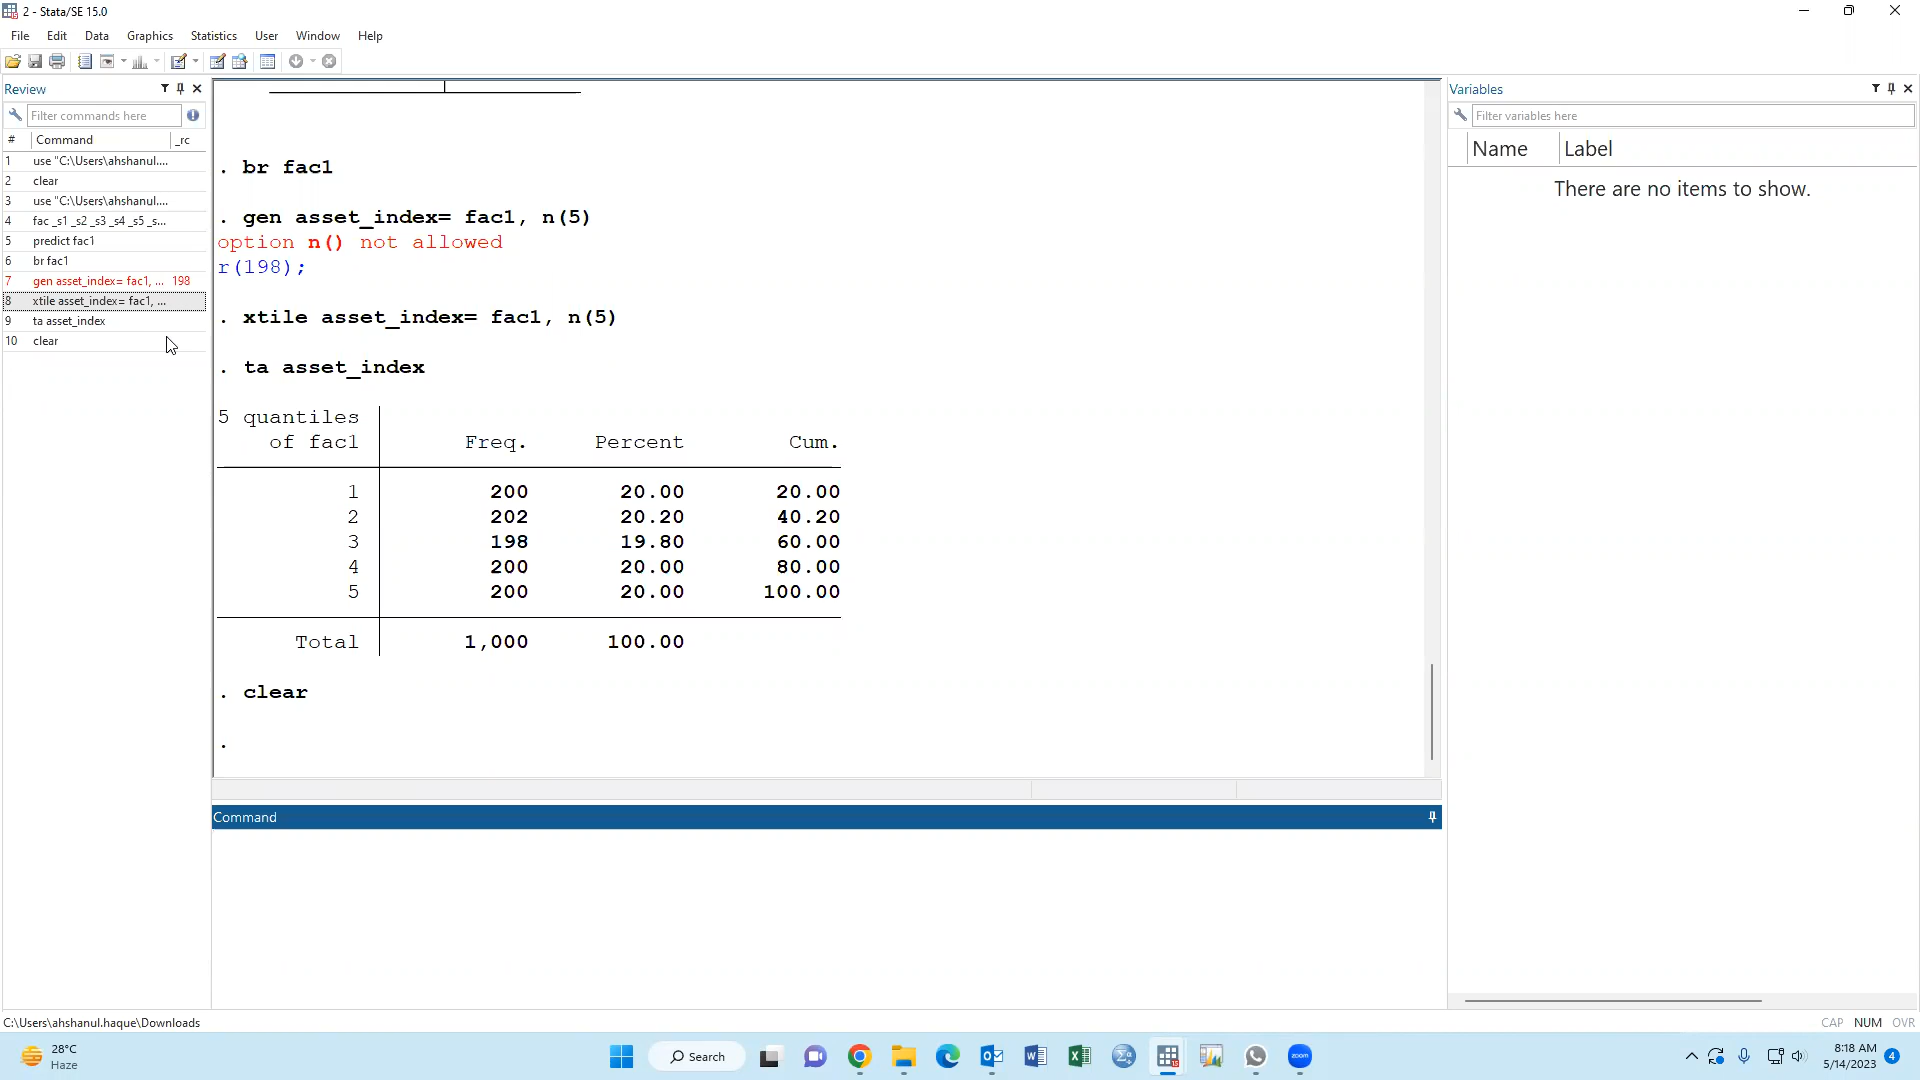 2 - Stata/SE 15.0
File Edit Data Graphics Statistics User Window Help
Review
Filter commands here
# Command _rc
1 use "C:\Users\ahshanul....
2 clear
3 use "C:\Users\ahshanul....
4 fac _s1 _s2 _s3 _s4 _s5 _s...
5 predict fac1
6 br fac1
7 gen asset_index= fac1, ... 198
8 xtile asset_index= fac1, ...
9 ta asset_index
10 clear
. br fac1
. gen asset_index= fac1, n(5)
option n() not allowed
r(198);
. xtile asset_index= fac1, n(5)
. ta asset_index
5 quantiles
of fac1 Freq. Percent Cum.
1 200 20.00 20.00
2 202 20.20 40.20
3 198 19.80 60.00
4 200 20.00 80.00
5 200 20.00 100.00
Total 1,000 100.00
. clear
.
Command
Variables
Filter variables here
Name Label
There are no items to show.
C:\Users\ahshanul.haque\Downloads
CAP NUM OVR
28°C
Haze
Search
zoom
8:18 AM
5/14/2023
4